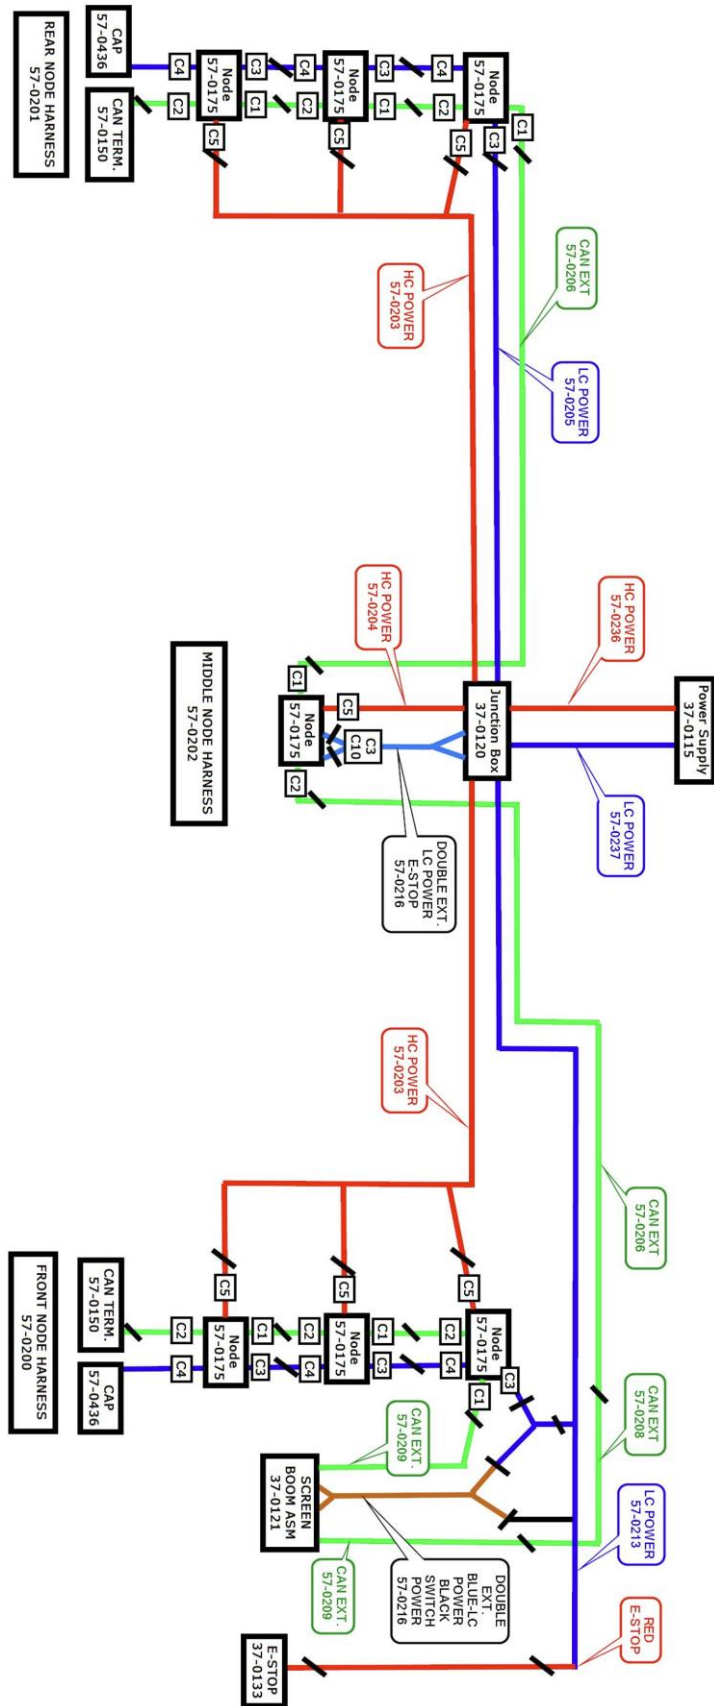 Power Supply
37-0115
HC POWER
57-0236
LC POWER
57-0237
CAN EXT
57-0206
CAN EXT
57-0208
LC POWER
57-0213
RED
E-STOP
CAN EXT
57-0206
LC POWER
57-0205
C1
C3
Node
57-0175
C5
C4
C2
C3
C1
Node
57-0175
C5
C4
C2
C3
C1
Node
57-0175
C5
C4
C2
CAP
57-0436
CAN TERM.
57-0150
REAR NODE HARNESS
57-0201
HC POWER
57-0203
Junction Box
37-0120
HC POWER
57-0204
DOUBLE EXT.
LC POWER
E-STOP
57-0216
C5
C3
C10
C1
Node
57-0175
C2
MIDDLE NODE HARNESS
57-0202
HC POWER
57-0203
C3
C1
Node
57-0175
C5
C2
C4
C1
C3
Node
57-0175
C5
C2
C4
C1
C3
Node
57-0175
C5
C2
C4
CAN TERM.
57-0150
CAP
57-0436
FRONT NODE HARNESS
57-0200
CAN EXT.
57-0209
SCREEN
BOOM ASM
37-0121
DOUBLE
EXT.
BLUE-LC
POWER
BLACK
SWITCH
POWER
57-0216
CAN EXT.
57-0209
E-STOP
37-0133